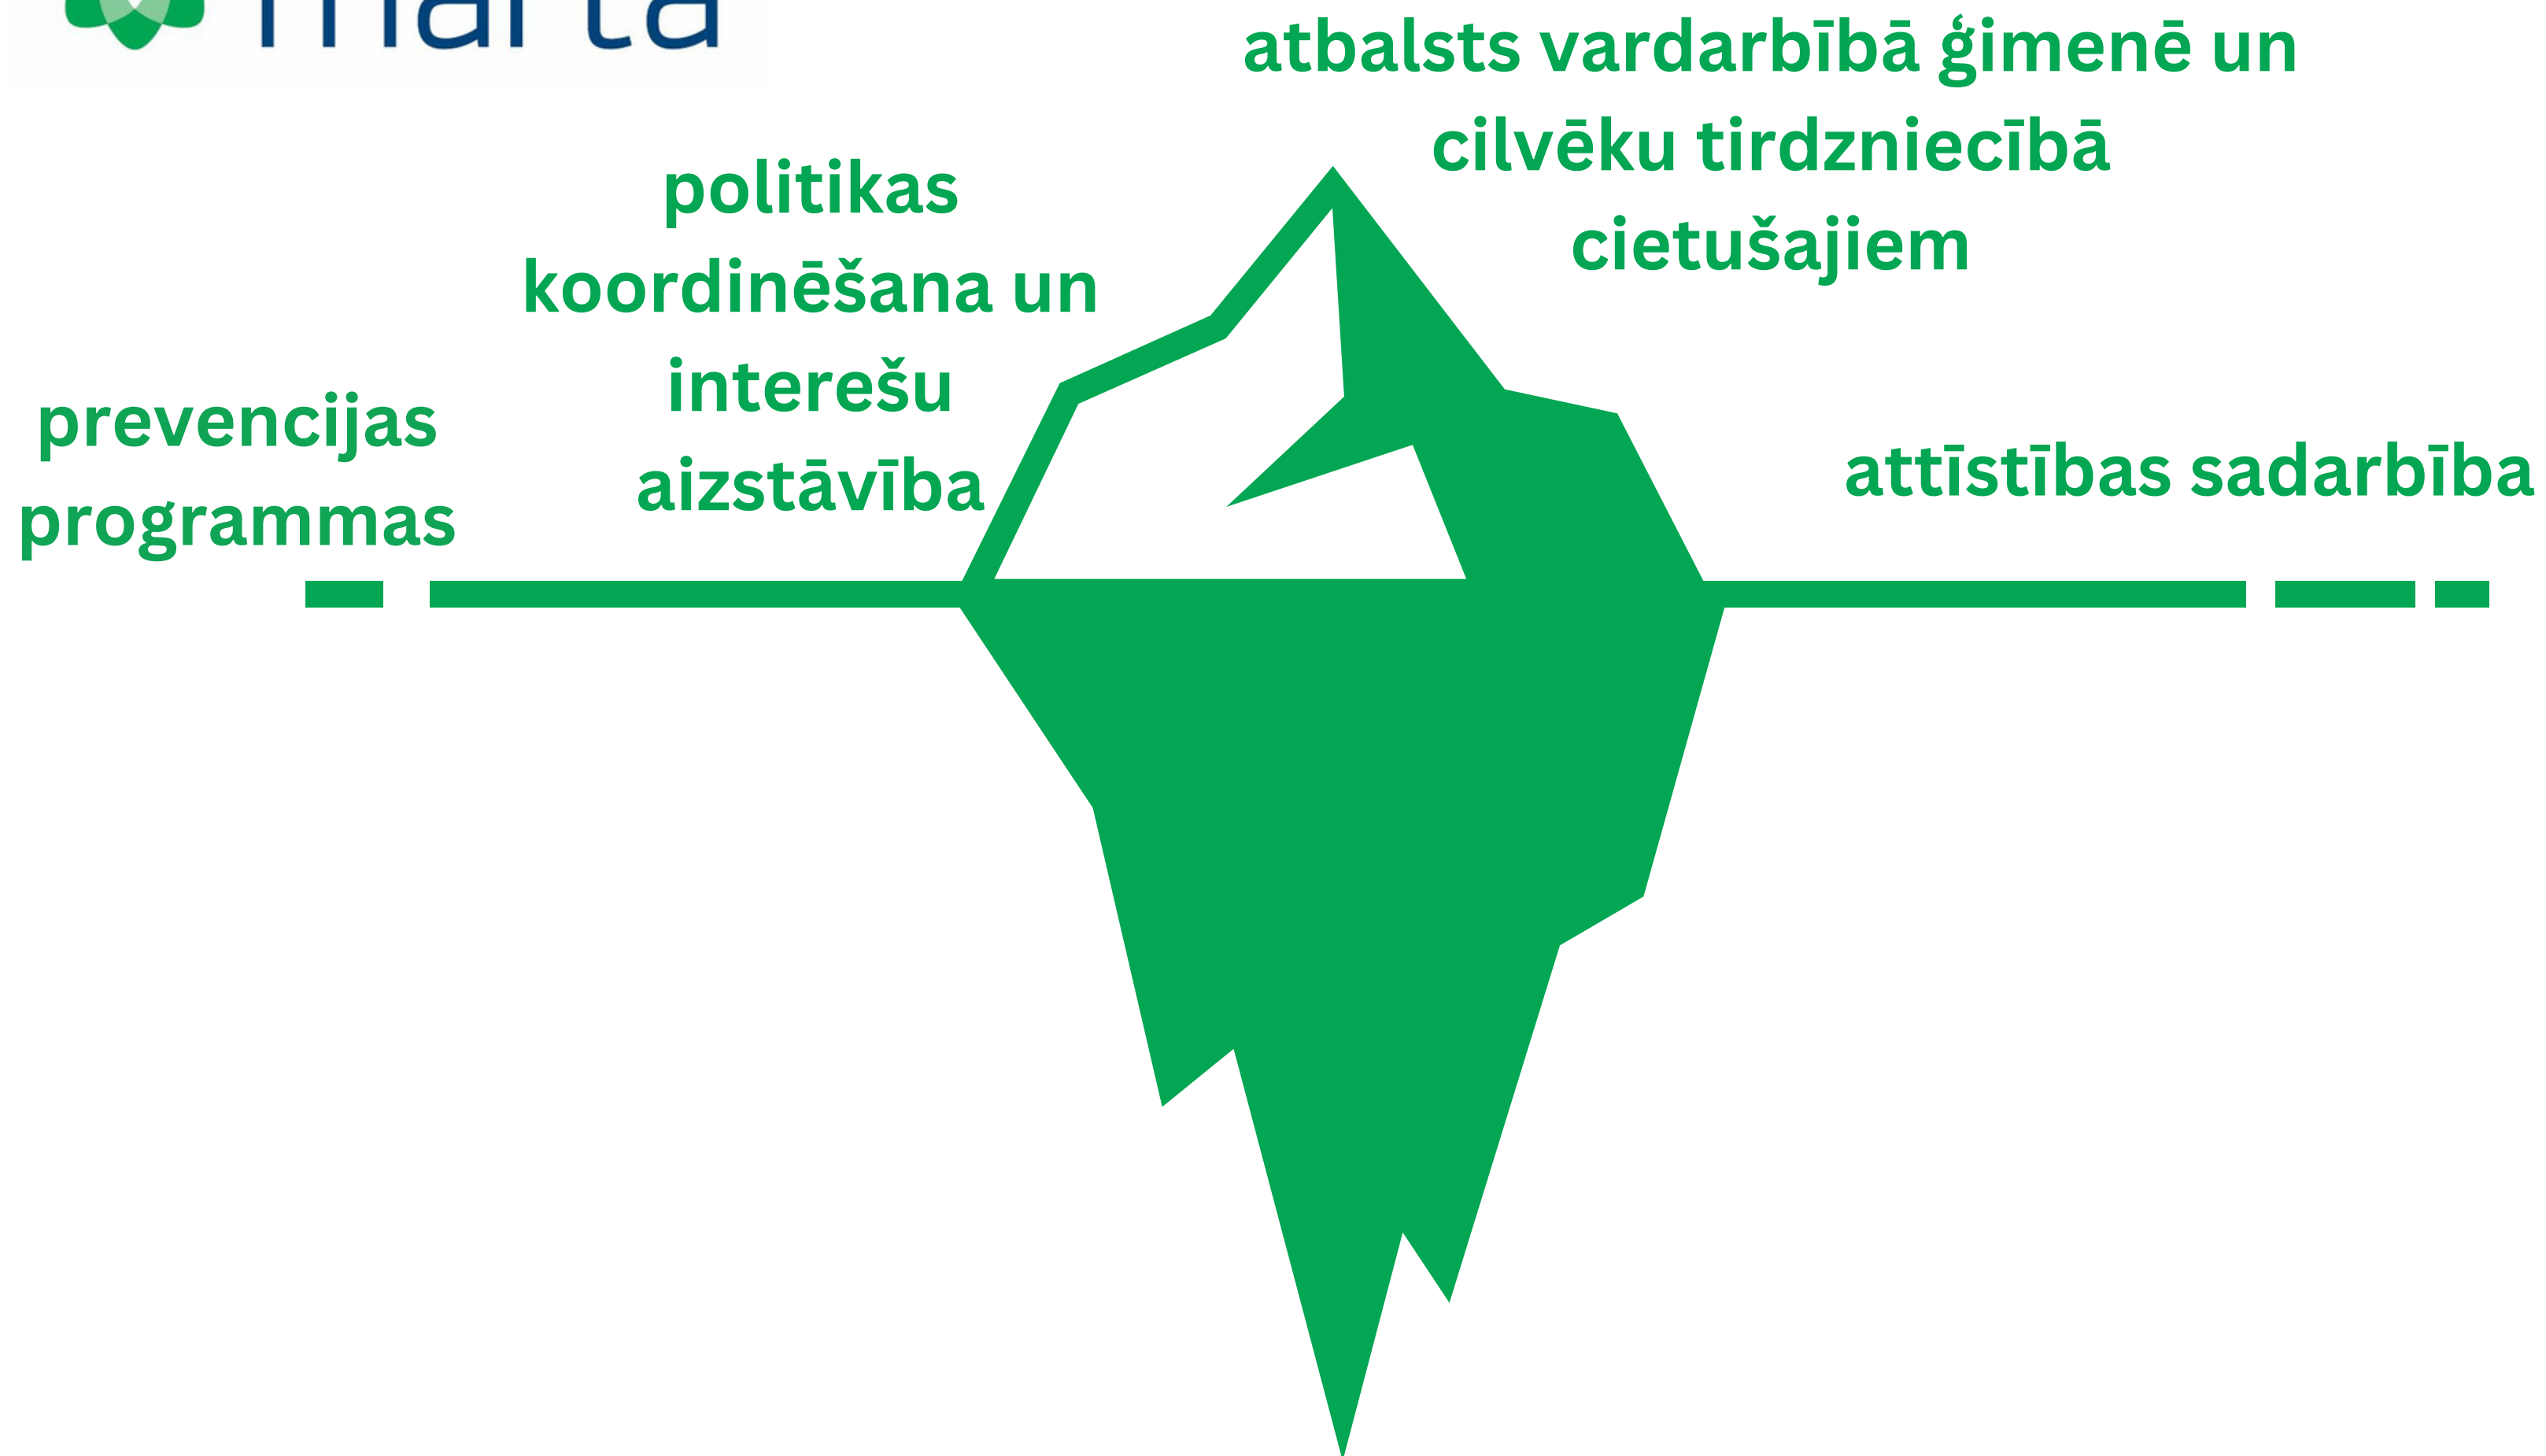 marta
atbalsts vardarbībā ģimenē un
cilvēku tirdzniecībā
cietušajiem
politikas
koordinēšana un
interešu
aizstāvība
prevencijas
programmas
attīstības sadarbība